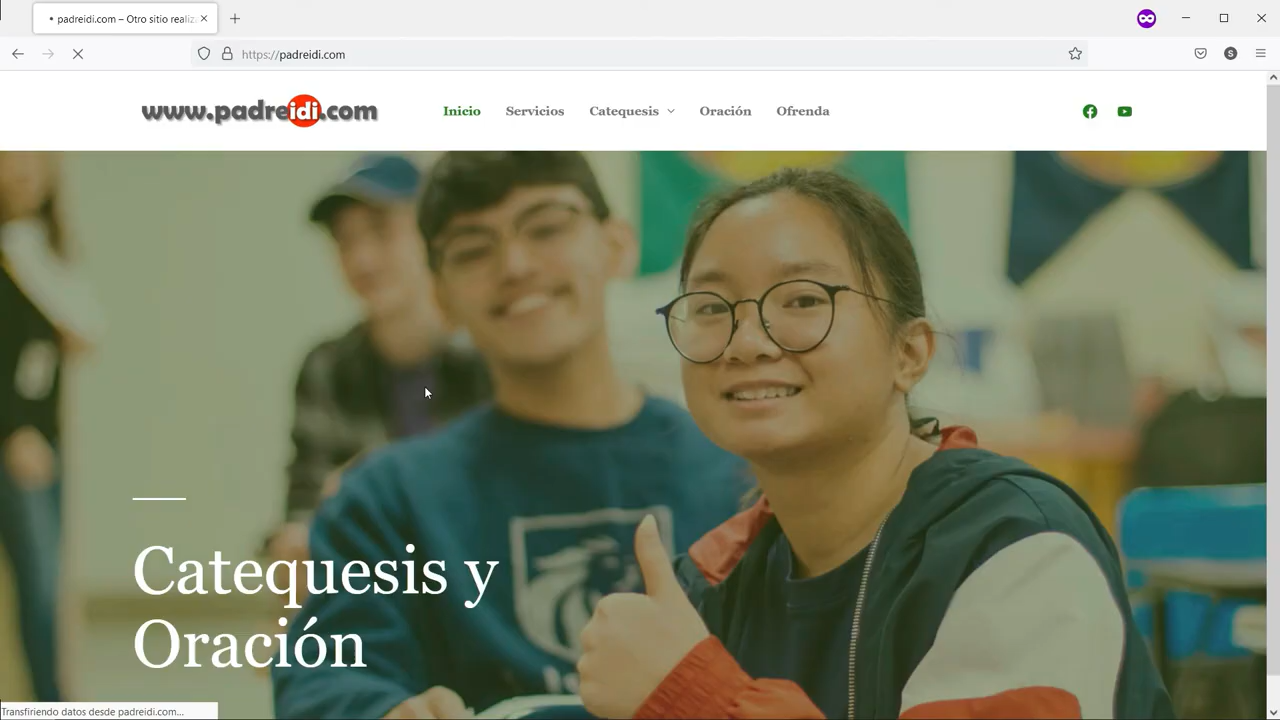 padreidi.com – Otro sitio realiz
https://padreidi.com
S
www.padreidi.com
Inicio
Servicios
Catequesis
Oración
Ofrenda
Catequesis y
Oración
Transfiriendo datos desde padreidi.com...